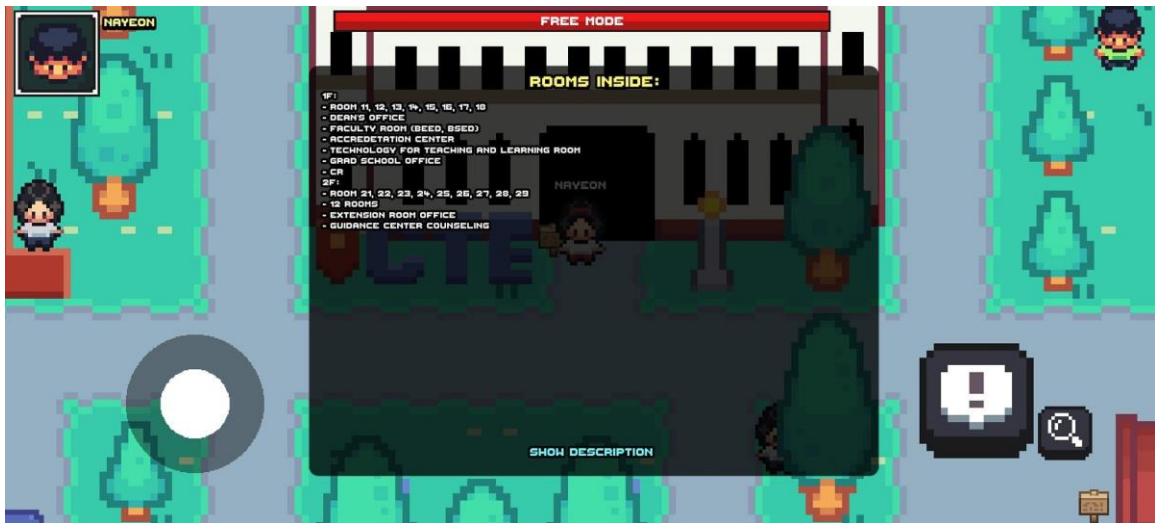 NAYEON
FREE MODE
ROOMS INSIDE:
1F:
- ROOM 11, 12, 13, 14, 15, 16, 17, 18
- DEAN'S OFFICE
- FACULTY ROOM (BEED, BSED)
- ACCREDETATION CENTER
- TECHNOLOGY FOR TEACHING AND LEARNING ROOM
- GRAD SCHOOL OFFICE
- CR
2F:
- ROOM 21, 22, 23, 24, 25, 26, 27, 28, 29
- 12 ROOMS
- EXTENSION ROOM OFFICE
- GUIDANCE CENTER COUNSELING
NAYEON
CTE
!
SHOW DESCRIPTION